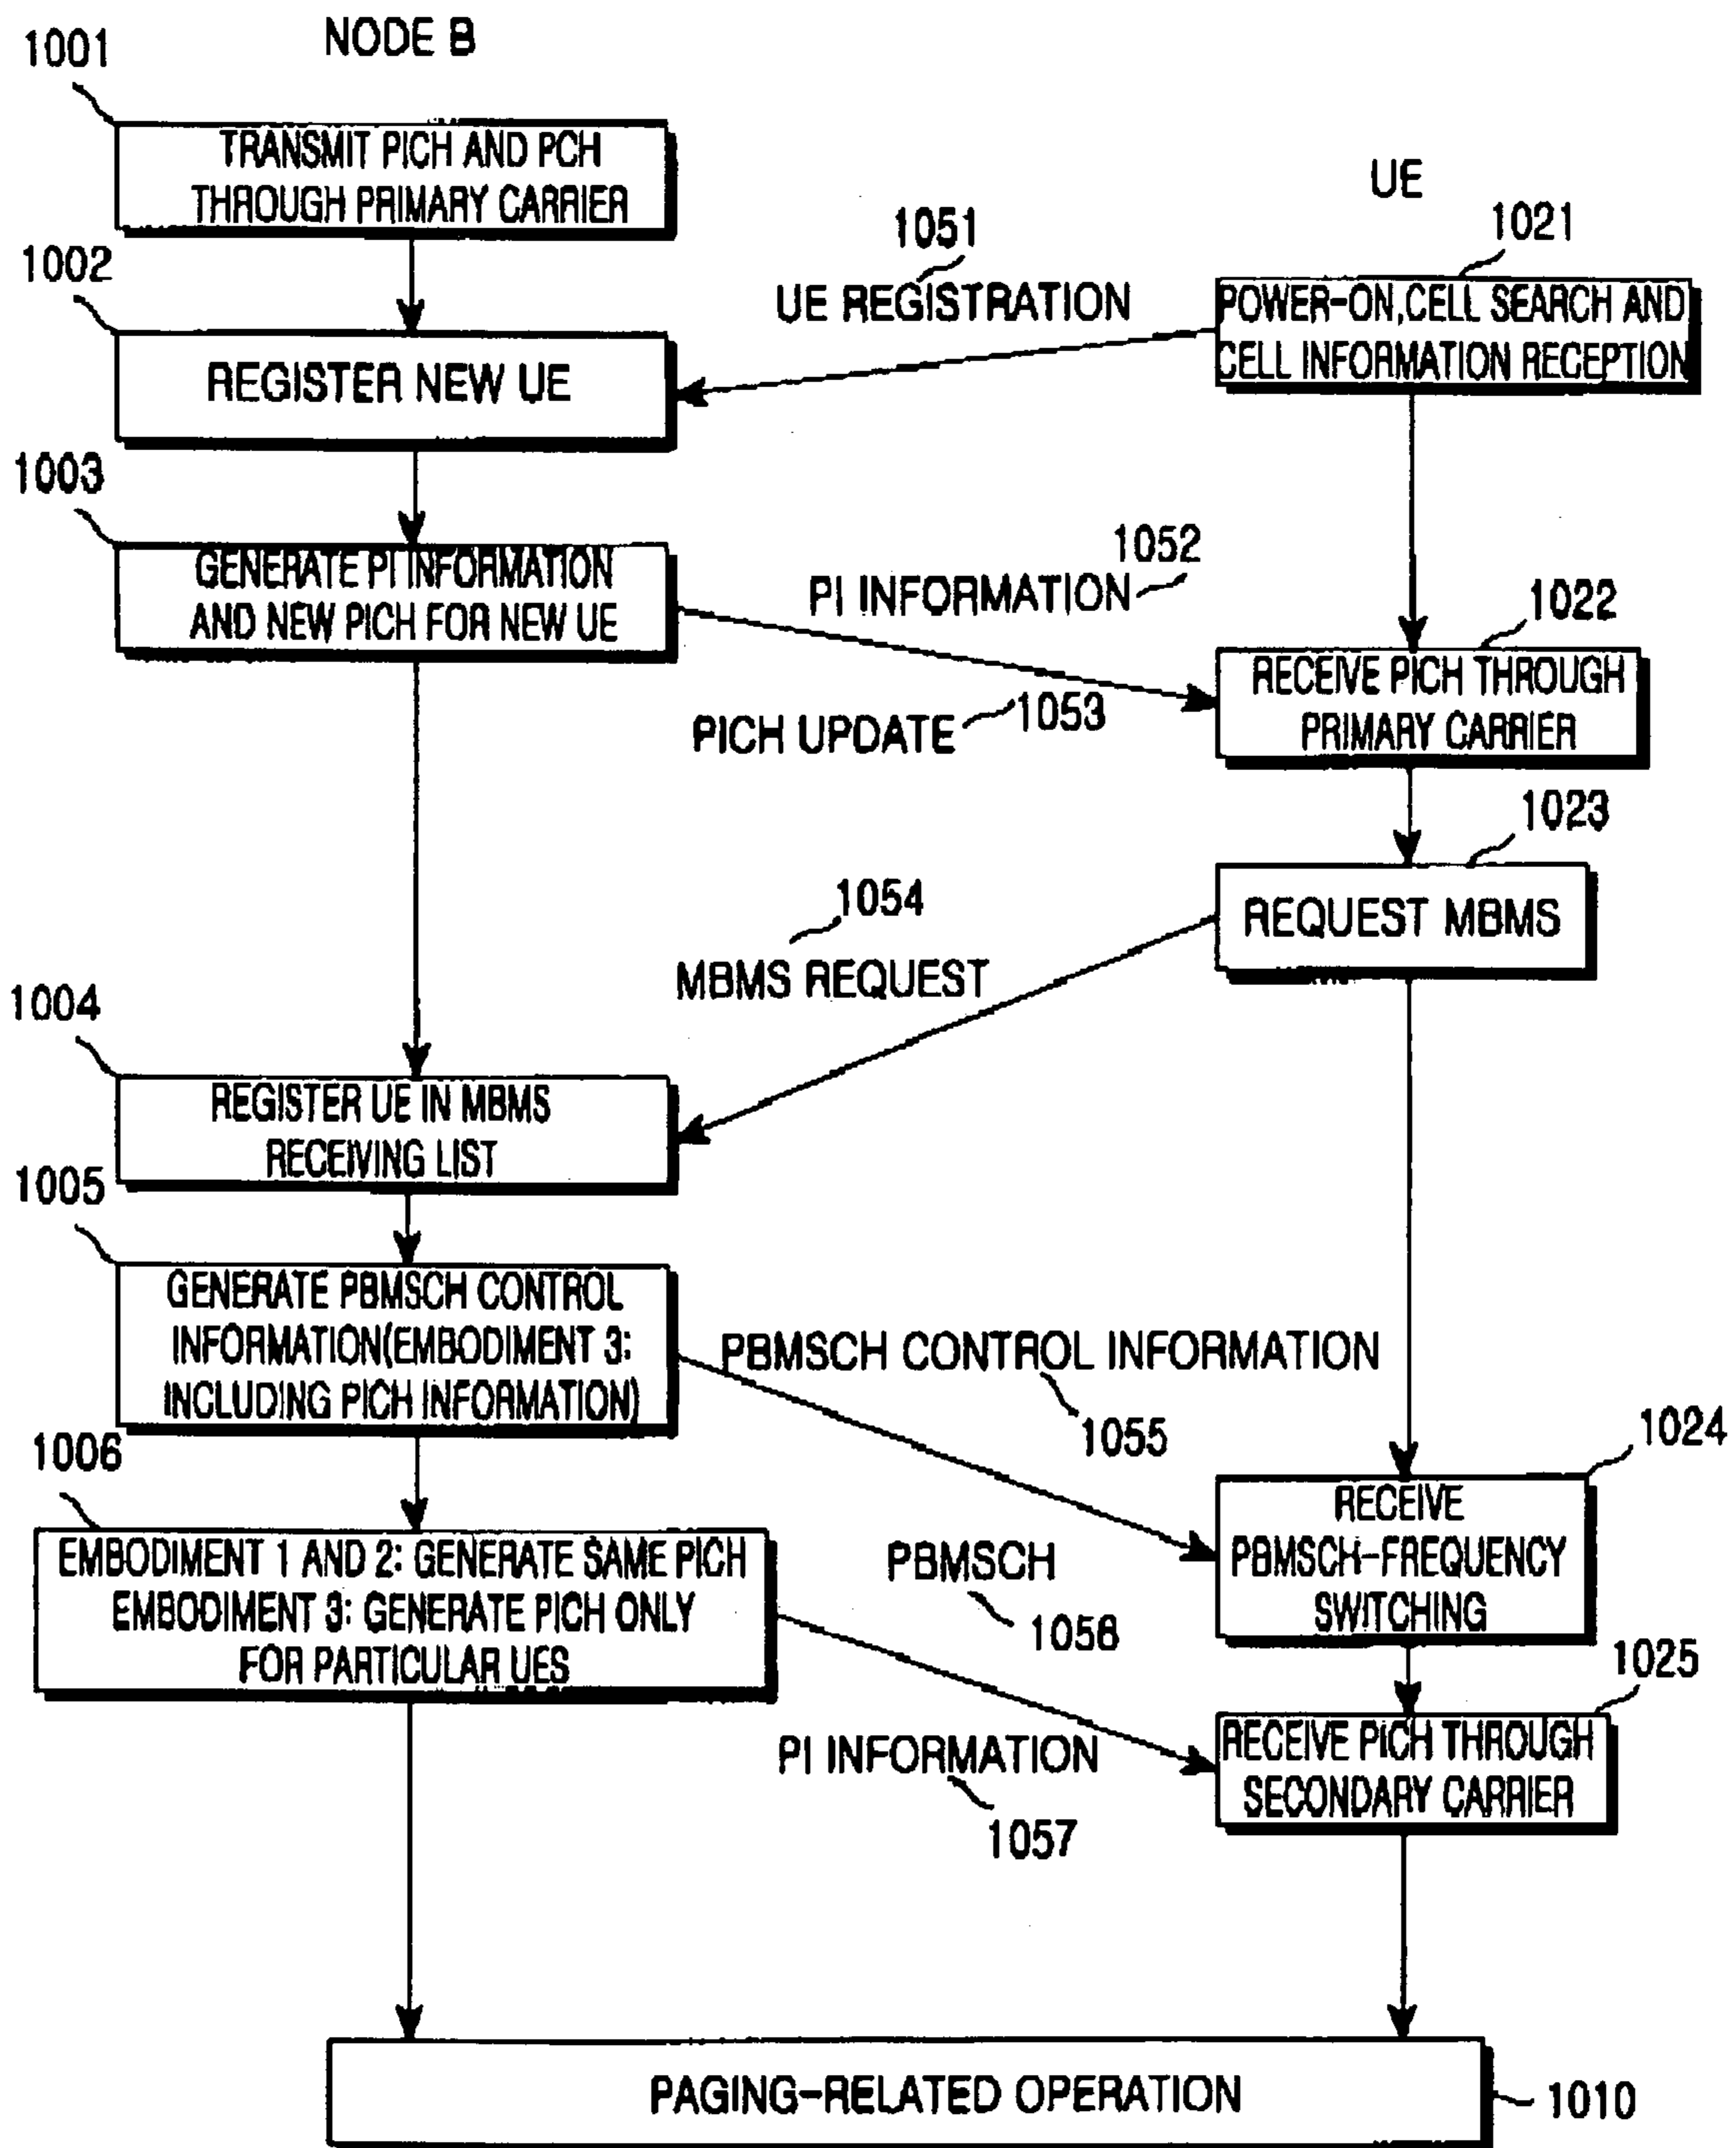 NODE B
1001
TRANSMIT PICH AND PCH
THROUGH PRIMARY CARRIER
UE
1051
UE REGISTRATION
1021
POWER-ON,CELL SEARCH AND
CELL INFORMATION RECEPTION
1002
REGISTER NEW UE
1003
GENERATE PI INFORMATION
AND NEW PICH FOR NEW UE
1052
PI INFORMATION
1022
RECEIVE PICH THROUGH
PRIMARY CARRIER
PICH UPDATE
1053
1023
REQUEST MBMS
1054
MBMS REQUEST
1004
REGISTER UE IN MBMS
RECEIVING LIST
1005
GENERATE PBMSCH CONTROL
INFORMATION(EMBODIMENT 3:
INCLUDING PICH INFORMATION)
PBMSCH CONTROL INFORMATION
1055
1024
RECEIVE
PBMSCH-FREQUENCY
SWITCHING
1006
EMBODIMENT 1 AND 2: GENERATE SAME PICH
EMBODIMENT 3: GENERATE PICH ONLY
FOR PARTICULAR UES
PBMSCH
1056
1025
RECEIVE PICH THROUGH
SECONDARY CARRIER
PI INFORMATION
1057
PAGING-RELATED OPERATION
1010